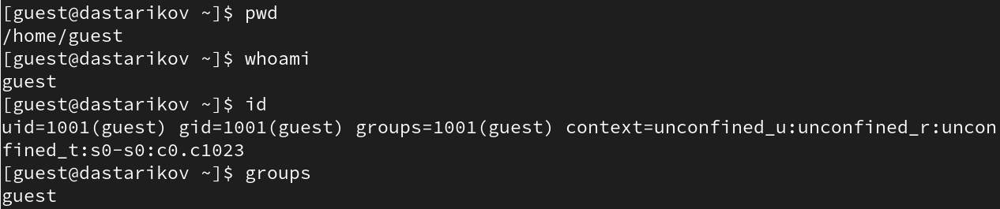 [guest@dastarikov ~]$ pwd
/home/guest
[guest@dastarikov ~]$ whoami
guest
[guest@dastarikov ~]$ id
uid=1001(guest) gid=1001(guest) groups=1001(guest) context=unconfined_u:unconfined_r:uncon
fined_t:s0-s0:c0.c1023
[guest@dastarikov ~]$ groups
guest